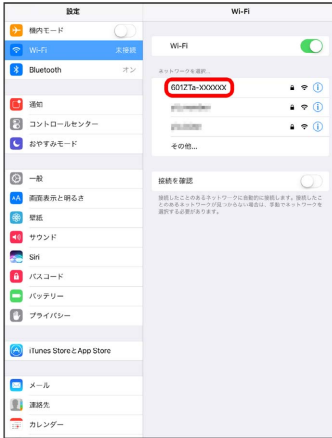 設定
Wi-Fi
機内モード
Wi-Fi 未接続
Bluetooth オン
通知
コントロールセンター
おやすみモード
一般
AA 画面表示と明るさ
壁紙
サウンド
Siri
パスコード
バッテリー
プライバシー
iTunes StoreとApp Store
メール
連絡先
カレンダー
Wi-Fi
ネットワークを選択...
601ZTa-XXXXXX
その他...
接続を確認
接続したことのあるネットワークに自動的に接続します。接続したこ
とのあるネットワークが見つからない場合は、手動でネットワークを
選択する必要があります。